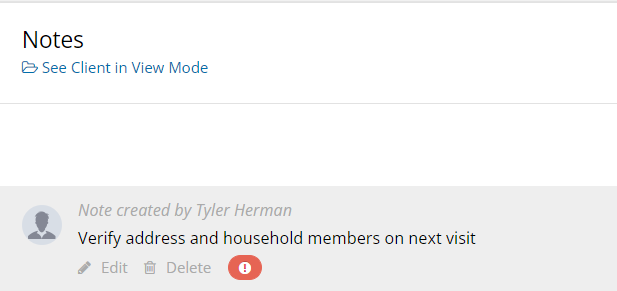 Notes
See Client in View Mode
Note created by Tyler Herman
Verify address and household members on next visit
Edit Delete